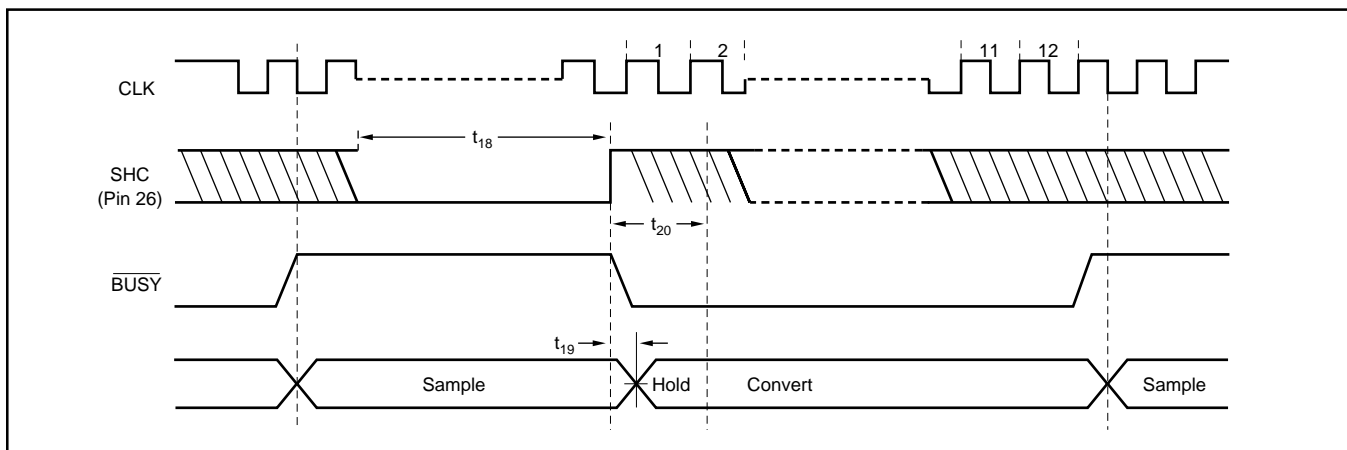 1 2 11 12
CLK
t18
SHC
(Pin 26)
t20
BUSY
t19
Sample Hold Convert Sample